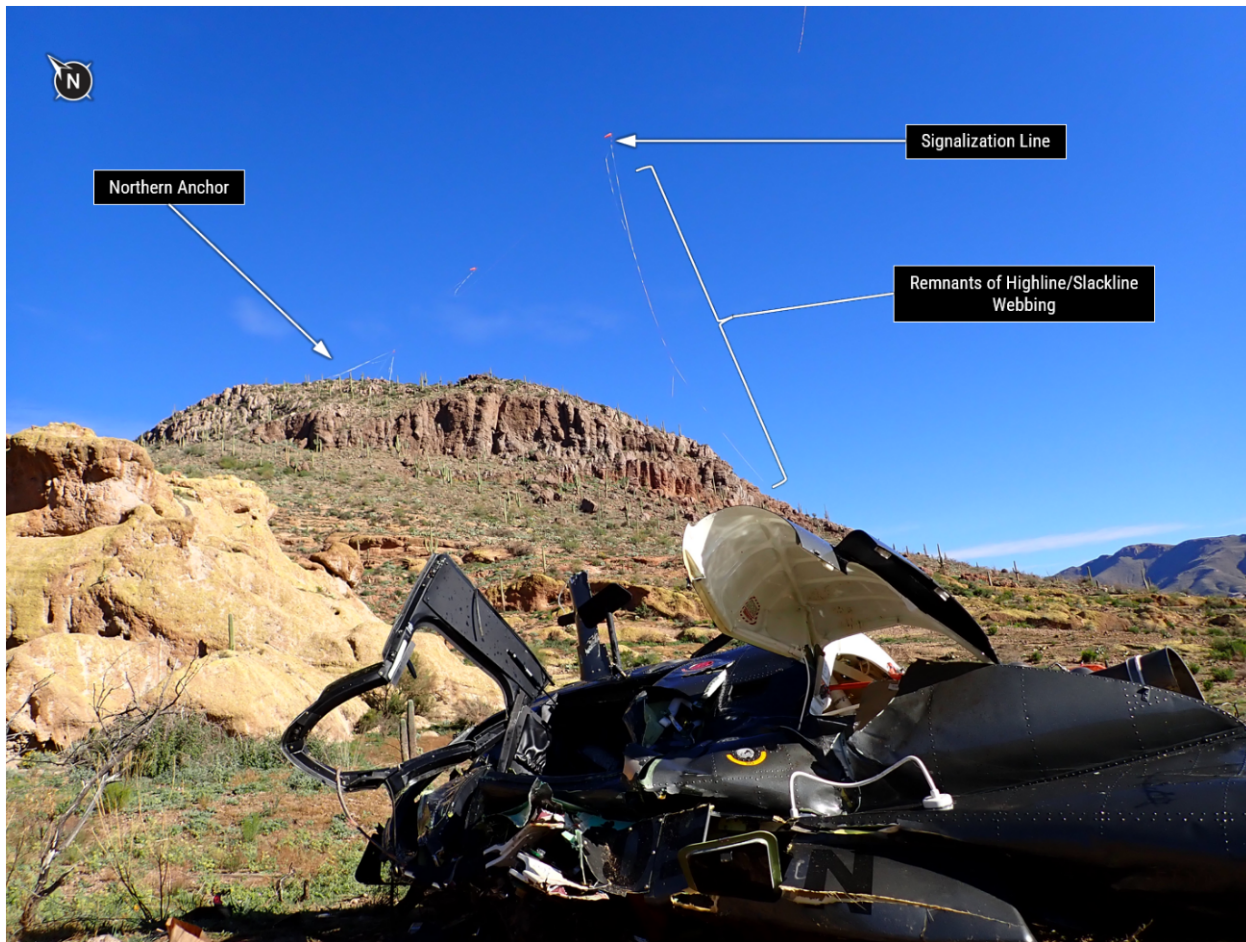 N
Signalization Line
Northern Anchor
Remnants of Highline/Slackline
Webbing
N